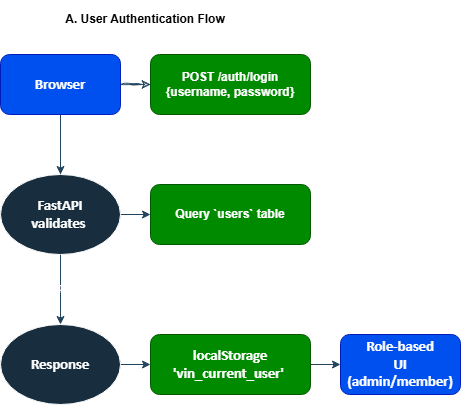 A. User Authentication Flow
Browser
POST /auth/login
{username, password}
FastAPI
validates
Query `users` table
Response
localStorage
'vin_current_user'
Role-based
UI
(admin/member)